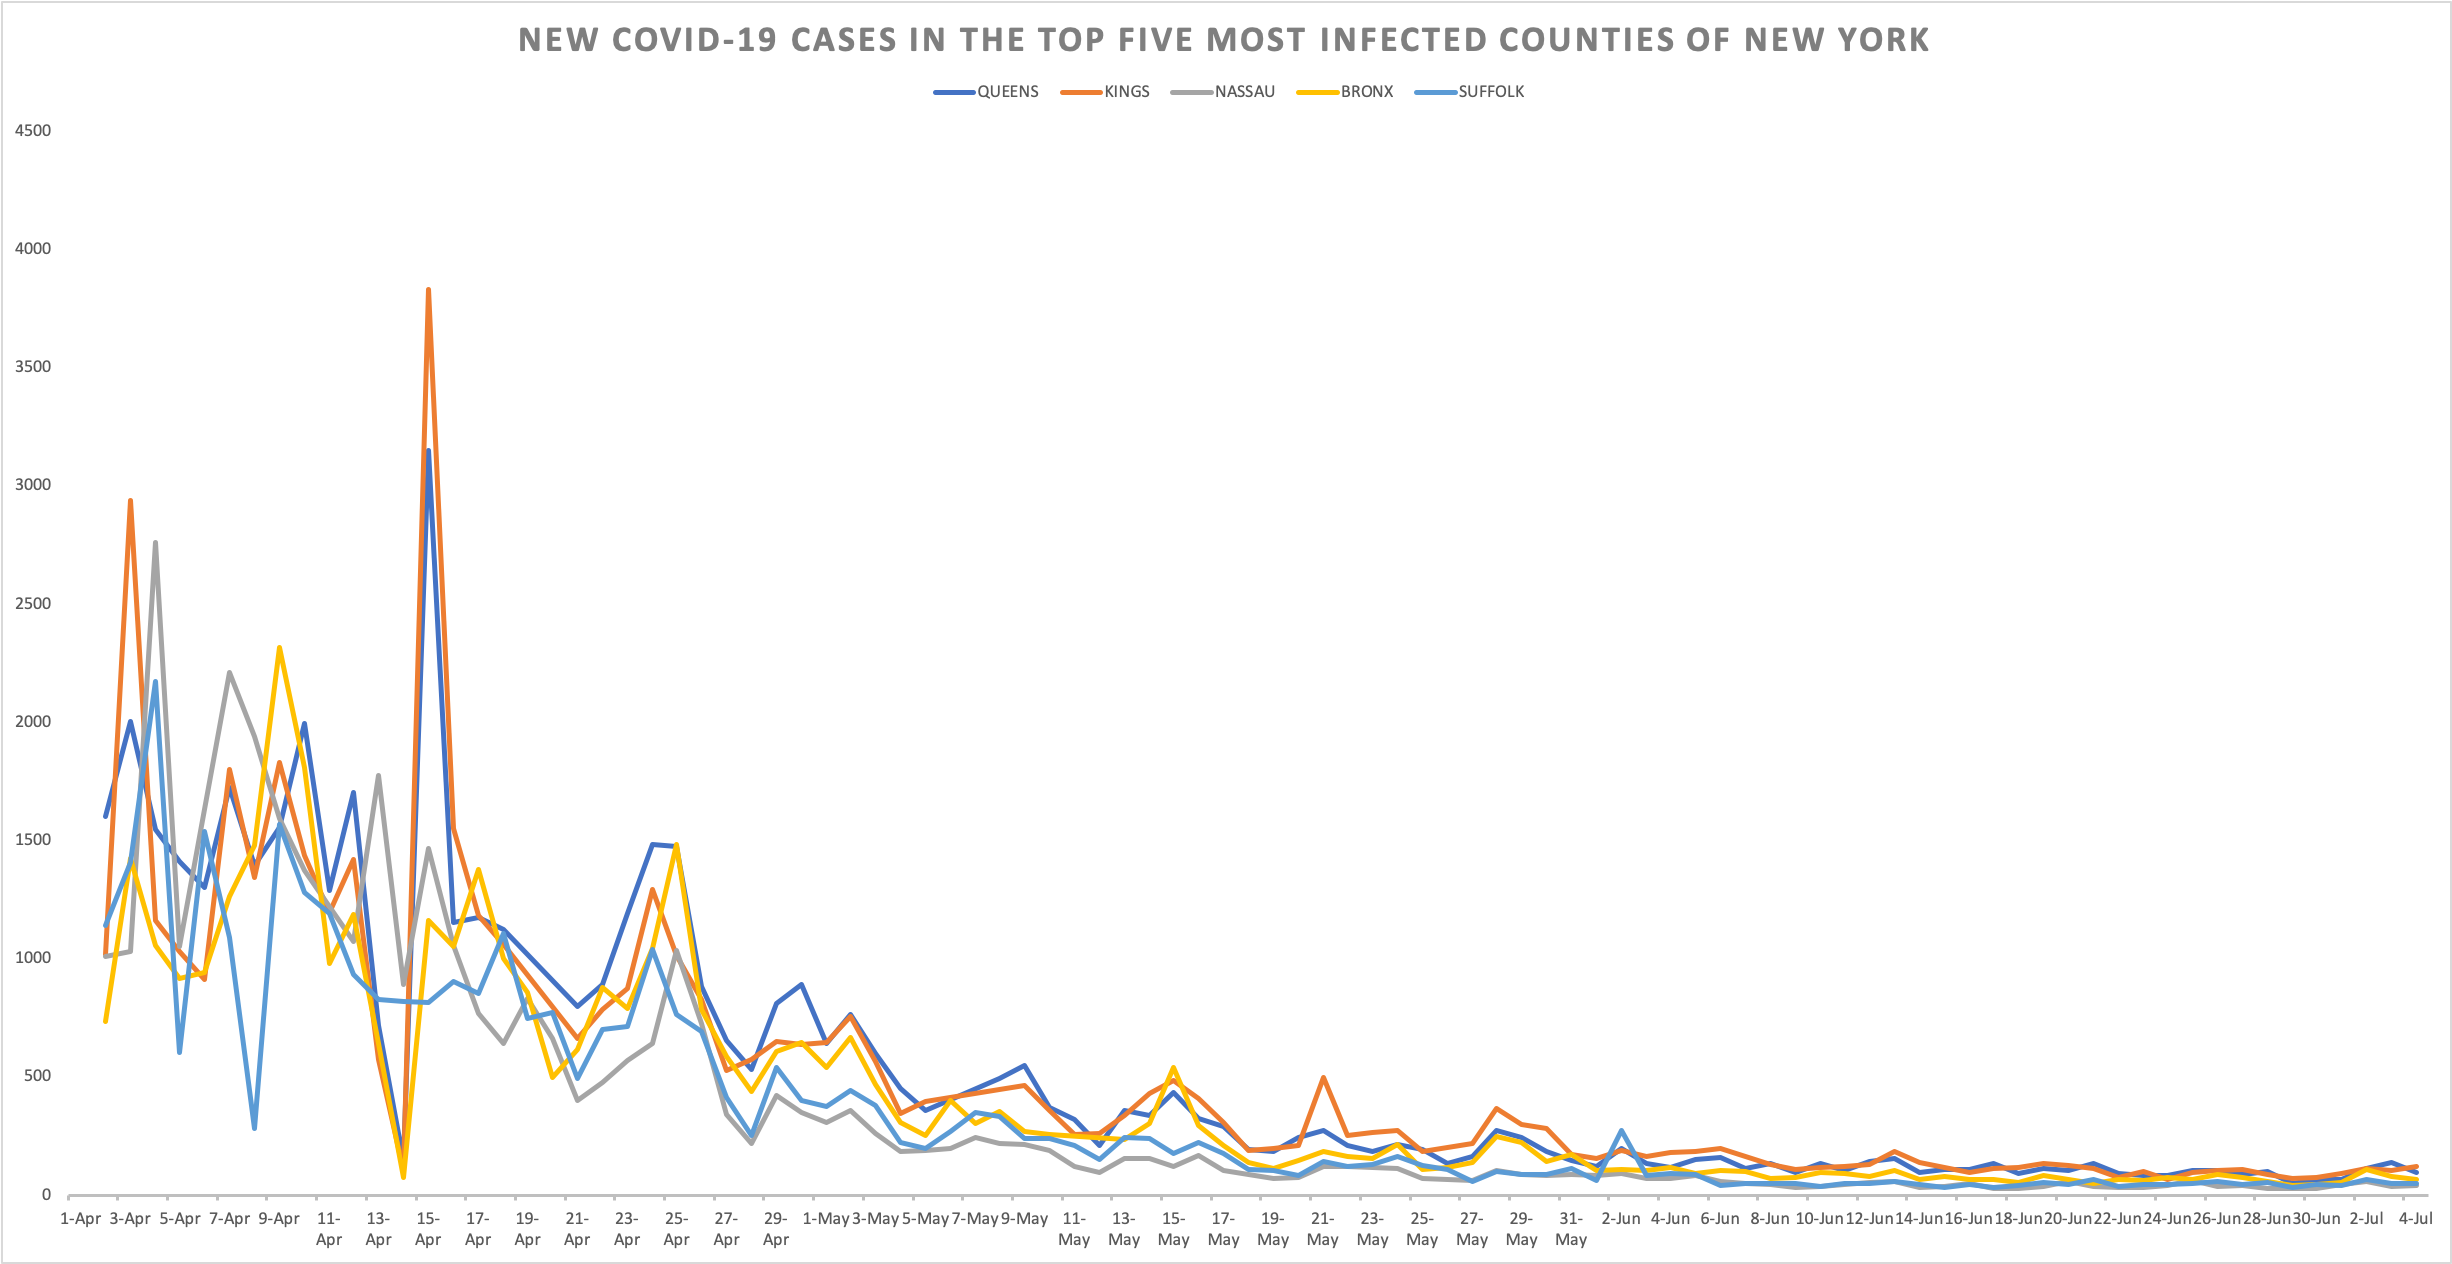 NEW COVID-19 CASES IN THE TOP FIVE MOST INFECTED COUNTIES OF NEW YORK
QUEENS KINGS NASSAU BRONX SUFFOLK
4500
4000
3500
3000
2500
2000
1500
1000
500
0
1-Apr 3-Apr 5-Apr 7-Apr 9-Apr 11- 13- 15- 17- 19- 21- 23- 25- 27- 29- 1-May 3-May 5-May 7-May 9-May 11- 13- 15- 17- 19- 21- 23- 25- 27- 29- 31- 2-Jun 4-Jun 6-Jun 8-Jun 10-Jun 12-Jun 14-Jun 16-Jun 18-Jun 20-Jun 22-Jun 24-Jun 26-Jun 28-Jun 30-Jun 2-Jul 4-Jul
Apr Apr Apr Apr Apr Apr Apr Apr Apr Apr May May May May May May May May May May May